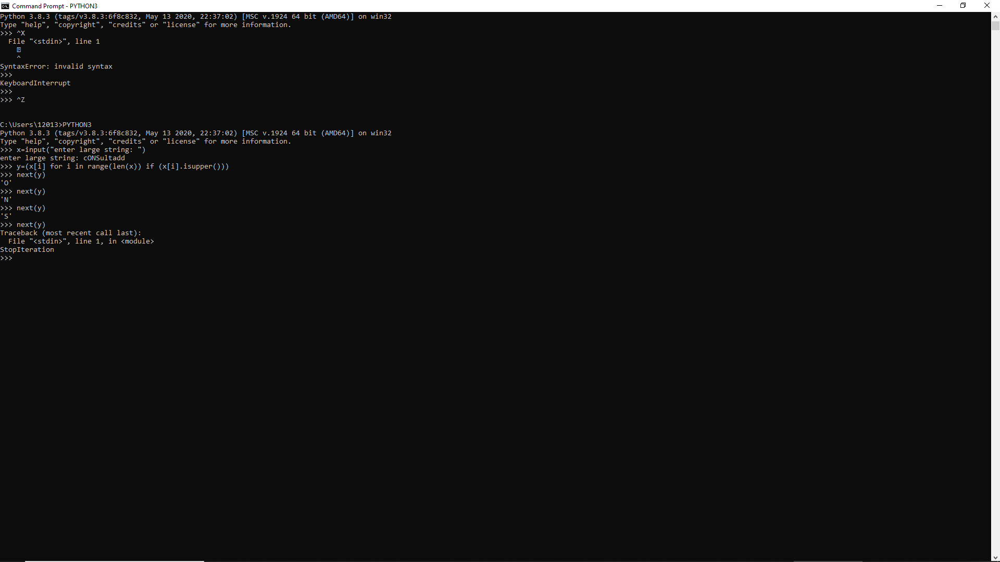 Command Prompt - PYTHON3
Python 3.8.3 (tags/v3.8.3:6f8c832, May 13 2020, 22:37:02) [MSC v.1924 64 bit (AMD64)] on win32
Type "help", "copyright", "credits" or "license" for more information.
>>> ^X
  File "<stdin>", line 1
    ^
SyntaxError: invalid syntax
>>>
KeyboardInterrupt
>>>
>>> ^Z
C:\Users\12013>PYTHON3
Python 3.8.3 (tags/v3.8.3:6f8c832, May 13 2020, 22:37:02) [MSC v.1924 64 bit (AMD64)] on win32
Type "help", "copyright", "credits" or "license" for more information.
>>> x=input("enter large string: ")
enter large string: cONSultadd
>>> y=(x[i] for i in range(len(x)) if (x[i].isupper()))
>>> next(y)
'O'
>>> next(y)
'N'
>>> next(y)
'S'
>>> next(y)
Traceback (most recent call last):
  File "<stdin>", line 1, in <module>
StopIteration
>>>